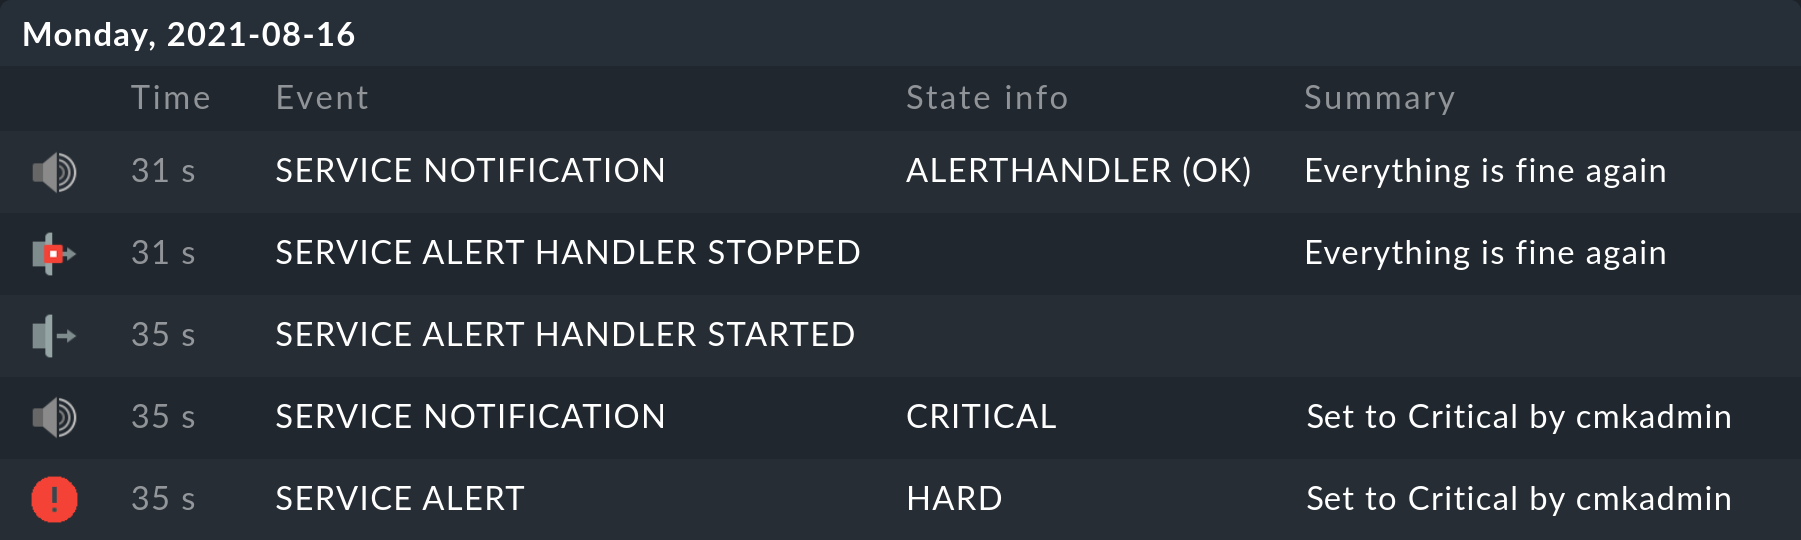 Monday, 2021-08-16
Time Event State info Summary
31 s SERVICE NOTIFICATION ALERTHANDLER (OK) Everything is fine again
31 s SERVICE ALERT HANDLER STOPPED Everything is fine again
35 s SERVICE ALERT HANDLER STARTED
35 s SERVICE NOTIFICATION CRITICAL Set to Critical by cmkadmin
35 s SERVICE ALERT HARD Set to Critical by cmkadmin